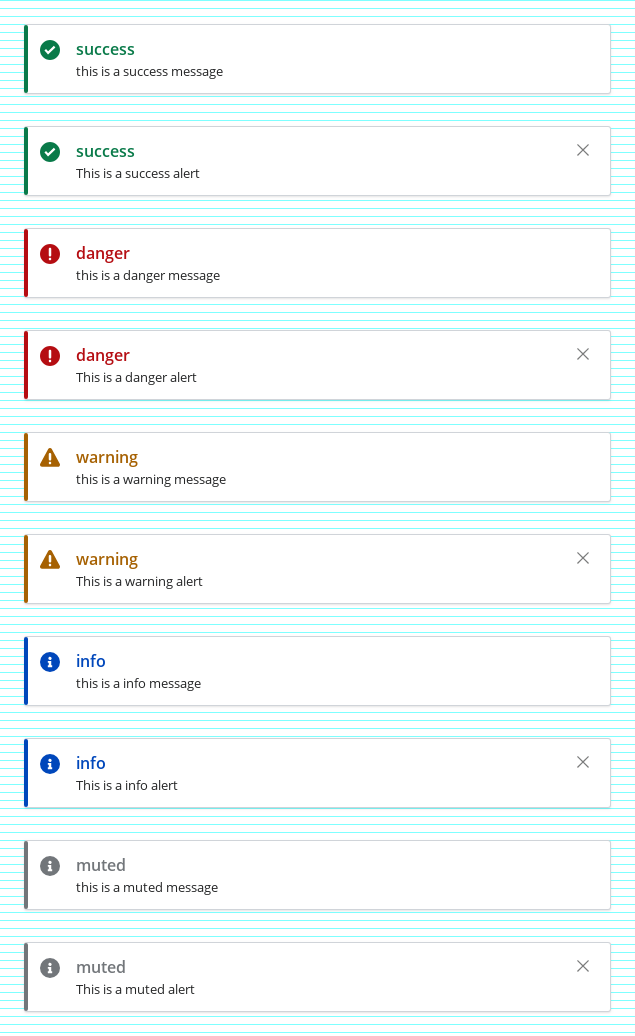 success
this is a success message
success
This is a success alert
danger
this is a danger message
danger
This is a danger alert
warning
this is a warning message
warning
This is a warning alert
info
this is a info message
info
This is a info alert
muted
this is a muted message
muted
This is a muted alert